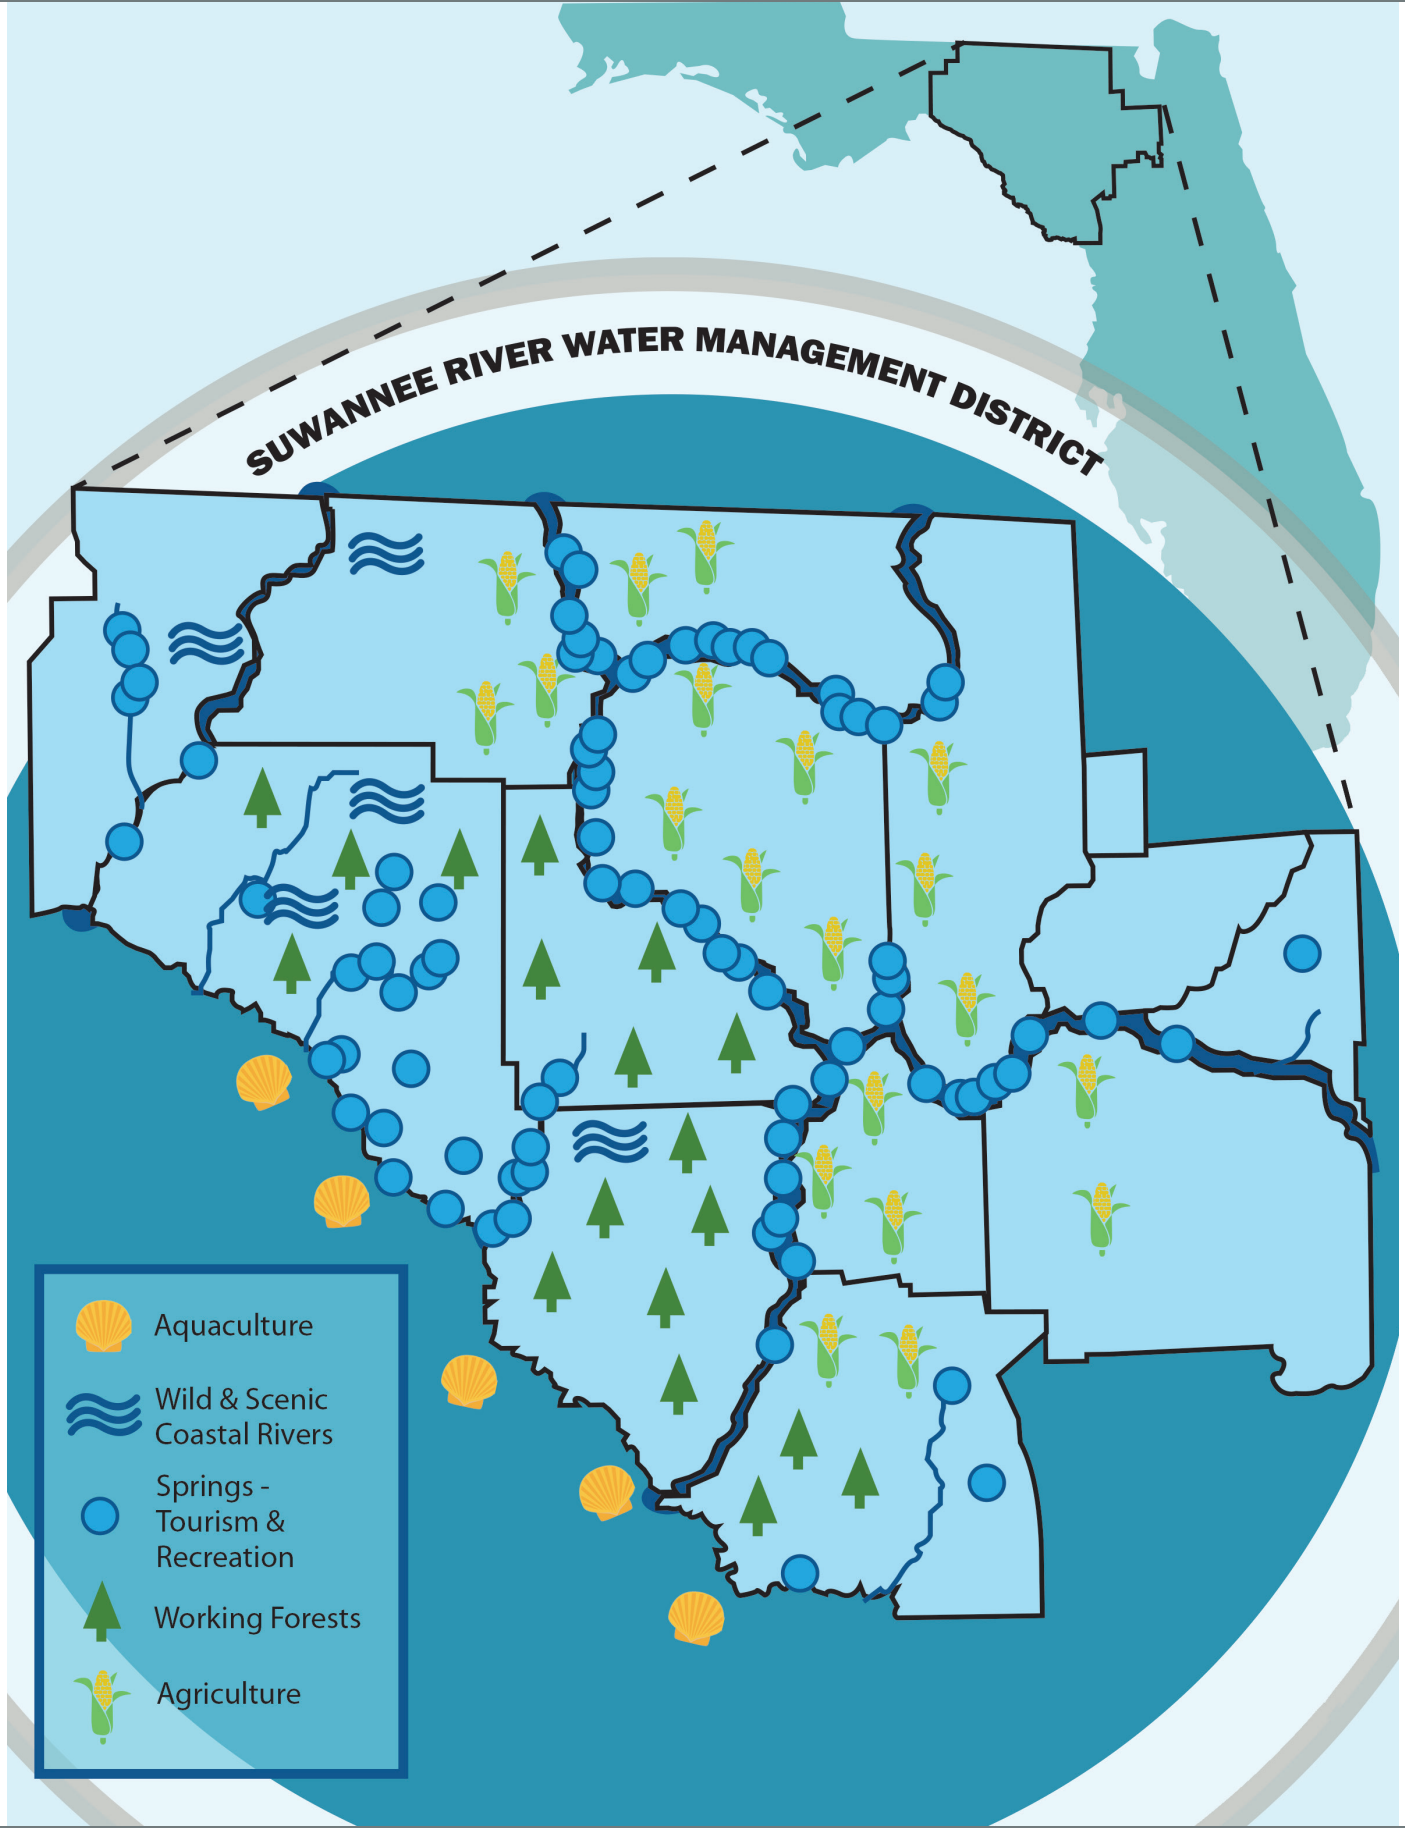 SUWANNEE RIVER WATER MANAGEMENT DISTRICT
Aquaculture
Wild & Scenic
Coastal Rivers
Springs -
Tourism &
Recreation
Working Forests
Agriculture